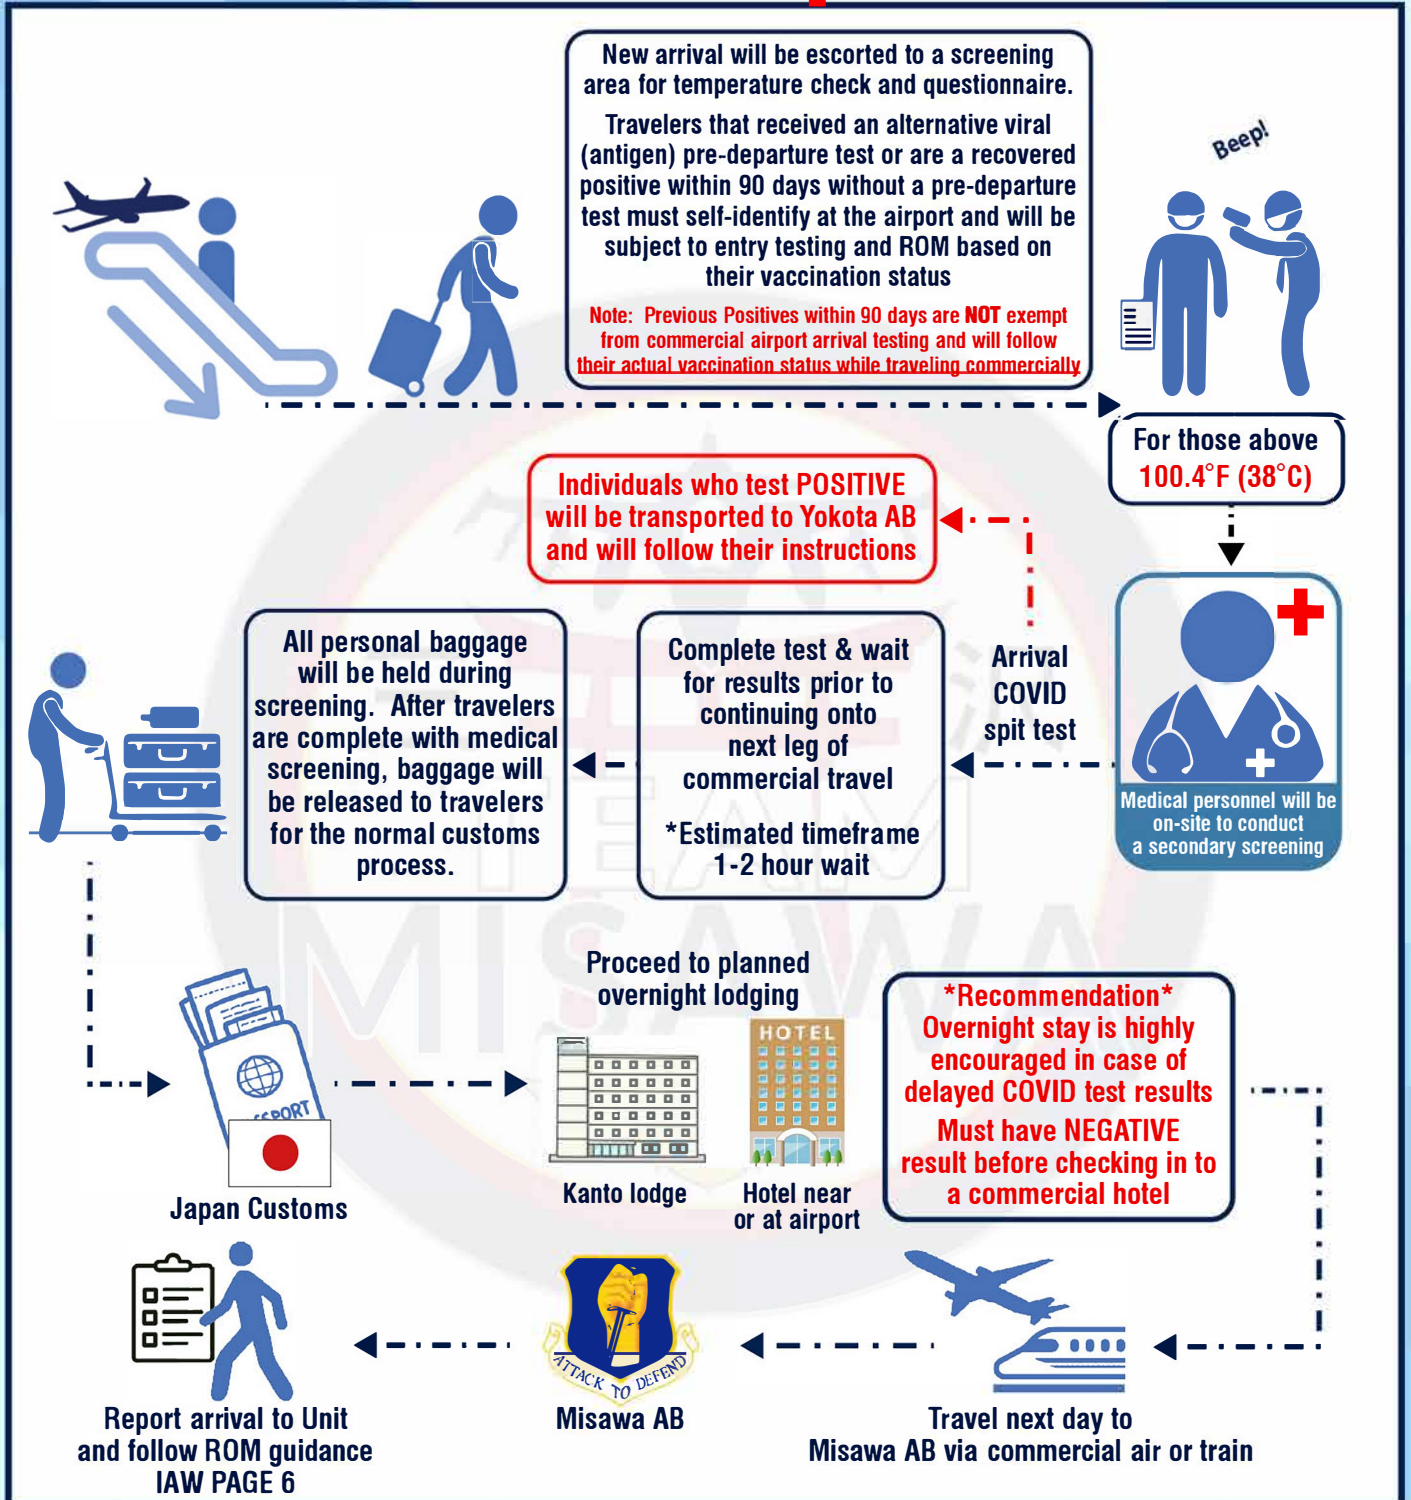 New arrival will be escorted to a screening
area for temperature check and questionnaire.
Travelers that received an alternative viral
(antigen) pre-departure test or are a recovered
positive within 90 days without a pre-departure
test must self-identify at the airport and will be
subject to entry testing and ROM based on
their vaccination status
Note: Previous Positives within 90 days are NOT exempt
from commercial airport arrival testing and will follow
their actual vaccination status while traveling commercially
Beep!
For those above
100.4°F (38°C)
Individuals who test POSITIVE
will be transported to Yokota AB
and will follow their instructions
All personal baggage
will be held during
screening. After travelers
are complete with medical
screening, baggage will
be released to travelers
for the normal customs
process.
Complete test & wait
for results prior to
continuing onto
next leg of
commercial travel
*Estimated timeframe
1-2 hour wait
Arrival
COVID
spit test
Medical personnel will be
on-site to conduct
a secondary screening
TEAM
MISAWA
Proceed to planned
overnight lodging
HOTEL
SPORT
Japan Customs
Kanto lodge
Hotel near
or at airport
*Recommendation*
Overnight stay is highly
encouraged in case of
delayed COVID test results
Must have NEGATIVE
result before checking in to
a commercial hotel
Report arrival to Unit
and follow ROM guidance
IAW PAGE 6
ATTACK TO DEFEND
Misawa AB
Travel next day to
Misawa AB via commercial air or train